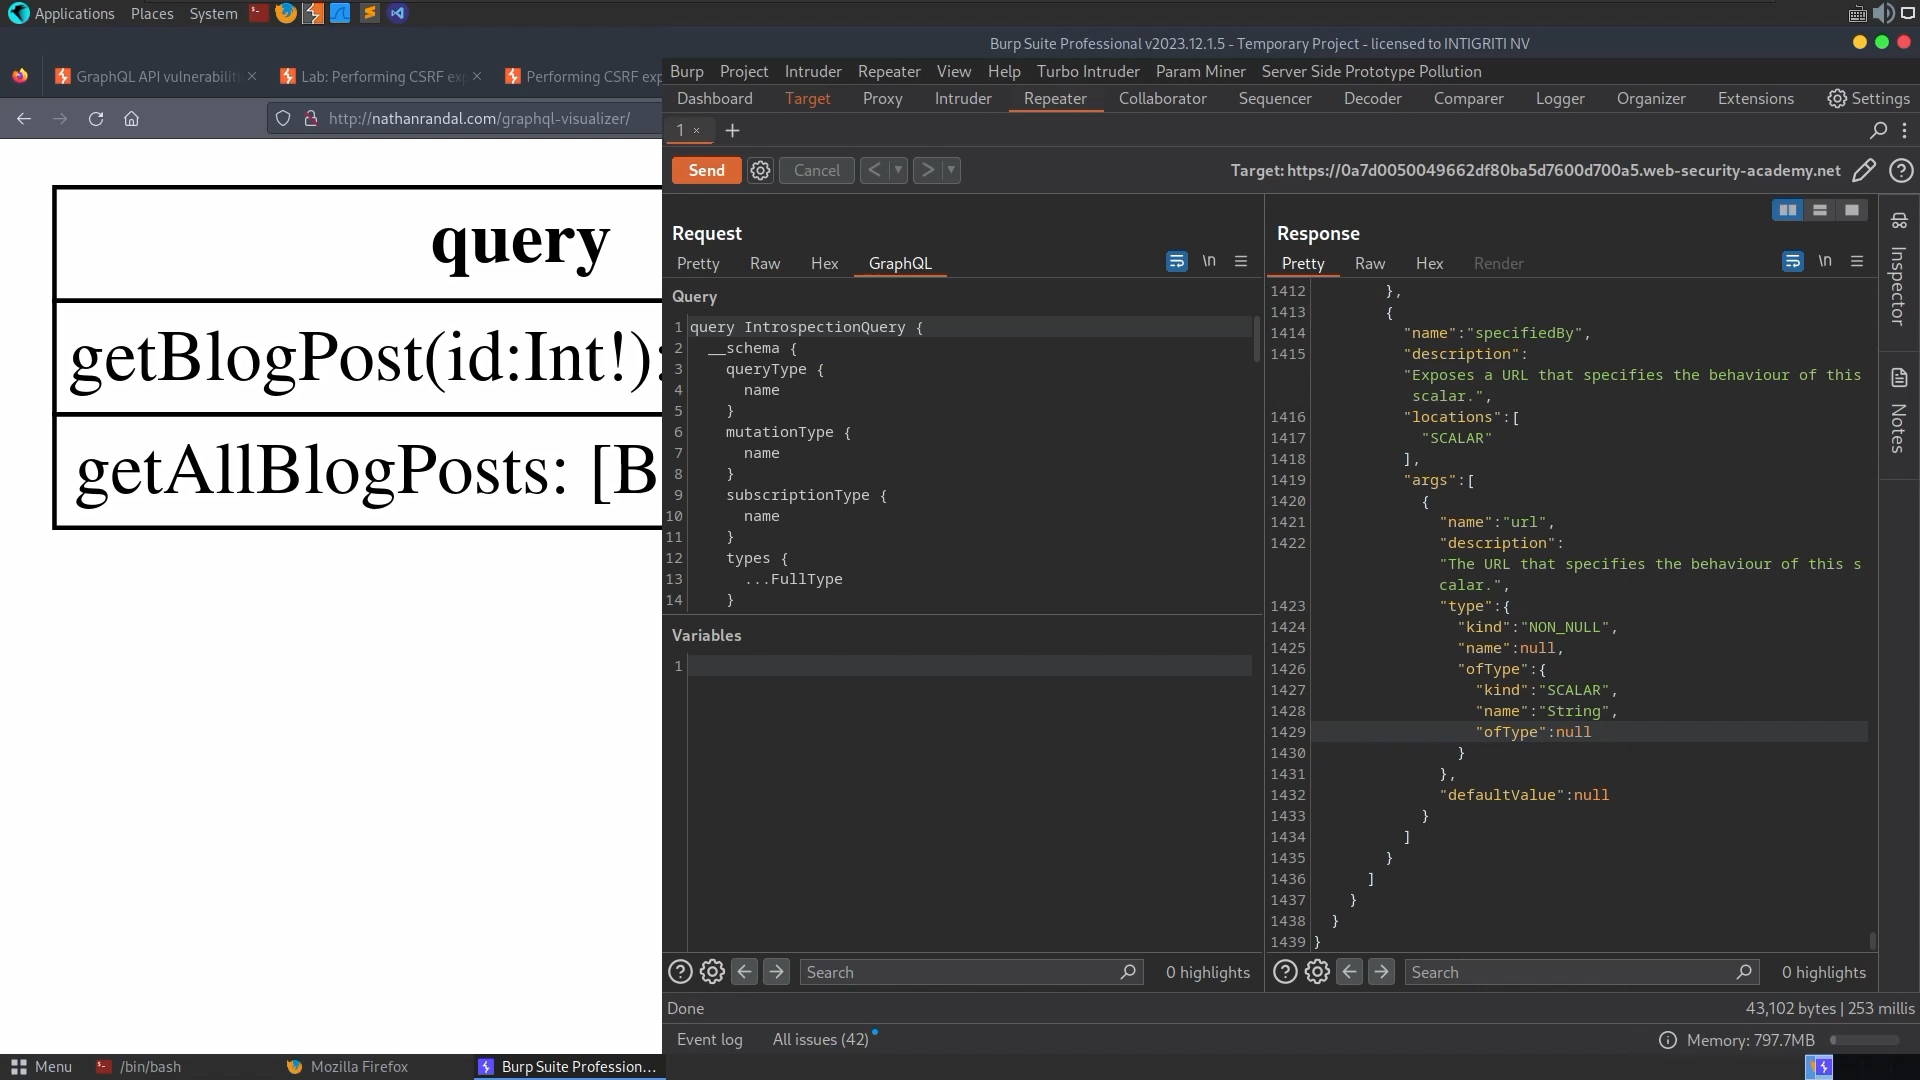 Applications Places System
Burp Suite Professional v2023.12.1.5 - Temporary Project - licensed to INTIGRITI NV
GraphQL API vulnerabilit × Lab: Performing CSRF exp × Performing CSRF exp
http://nathanrandal.com/graphql-visualizer/
query
getBlogPost(id:Int!):
getAllBlogPosts: [B
Burp Project Intruder Repeater View Help Turbo Intruder Param Miner Server Side Prototype Pollution
Dashboard Target Proxy Intruder Repeater Collaborator Sequencer Decoder Comparer Logger Organizer Extensions Settings
1 × +
Send Cancel < >
Target: https://0a7d0050049662df80ba5d7600d700a5.web-security-academy.net
Request
Pretty Raw Hex GraphQL \n
Query
1 query IntrospectionQuery {
2 __schema {
3 queryType {
4 name
5 }
6 mutationType {
7 name
8 }
9 subscriptionType {
10 name
11 }
12 types {
13 ...FullType
14 }
Variables
1
Search 0 highlights
Response
Pretty Raw Hex Render \n
1412 },
1413 {
1414 "name":"specifiedBy",
1415 "description":
"Exposes a URL that specifies the behaviour of this
scalar.",
1416 "locations":[
1417 "SCALAR"
1418 ],
1419 "args":[
1420 {
1421 "name":"url",
1422 "description":
"The URL that specifies the behaviour of this s
calar.",
1423 "type":{
1424 "kind":"NON_NULL",
1425 "name":null,
1426 "ofType":{
1427 "kind":"SCALAR",
1428 "name":"String",
1429 "ofType":null
1430 }
1431 },
1432 "defaultValue":null
1433 }
1434 ]
1435 }
1436 ]
1437 }
1438 }
1439 }
Search 0 highlights
Inspector
Notes
Done
43,102 bytes | 253 millis
Event log All issues (42)
Memory: 797.7MB
Menu /bin/bash Mozilla Firefox Burp Suite Profession...